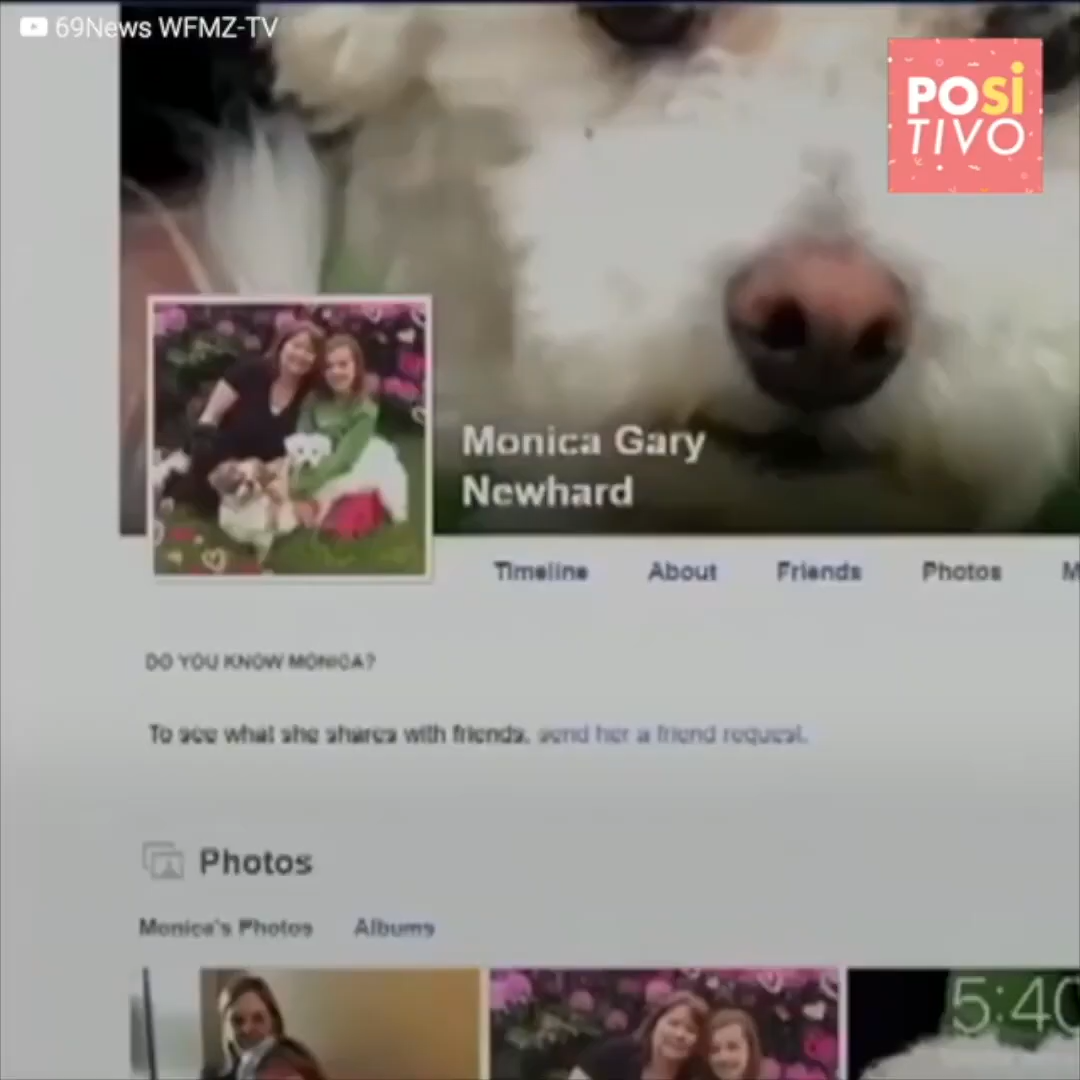 69News WFMZ-TV
POSi
TIVO
Monica Gary
Newhard
Timeline About Friends Photos M
DO YOU KNOW MONICA?
To see what she shares with friends, send her a friend request.
Photos
Monica's Photos Albums
5:40